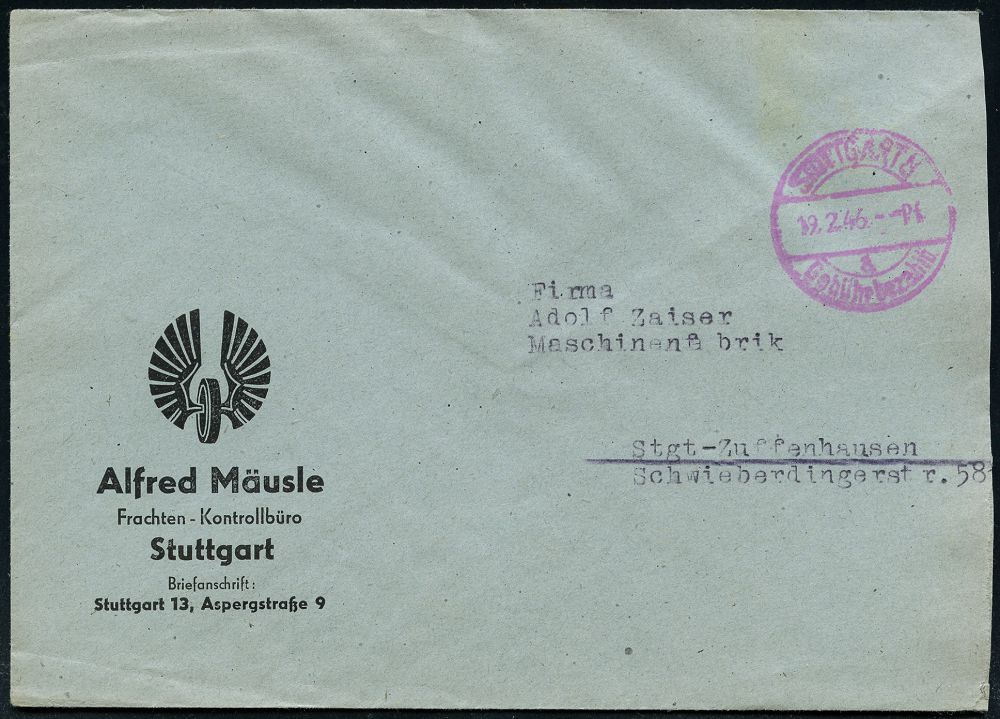 STUTTGART
19.2.46.--Pf
a
Gebühr bezahlt
Firma
Adolf Zaiser
Maschinenfabrik
Stgt-Zuffenhausen
Schwieberdingerstr.58
Alfred Mäusle
Frachten-Kontrollbüro
Stuttgart
Briefanschrift:
Stuttgart 13, Aspergstraße 9